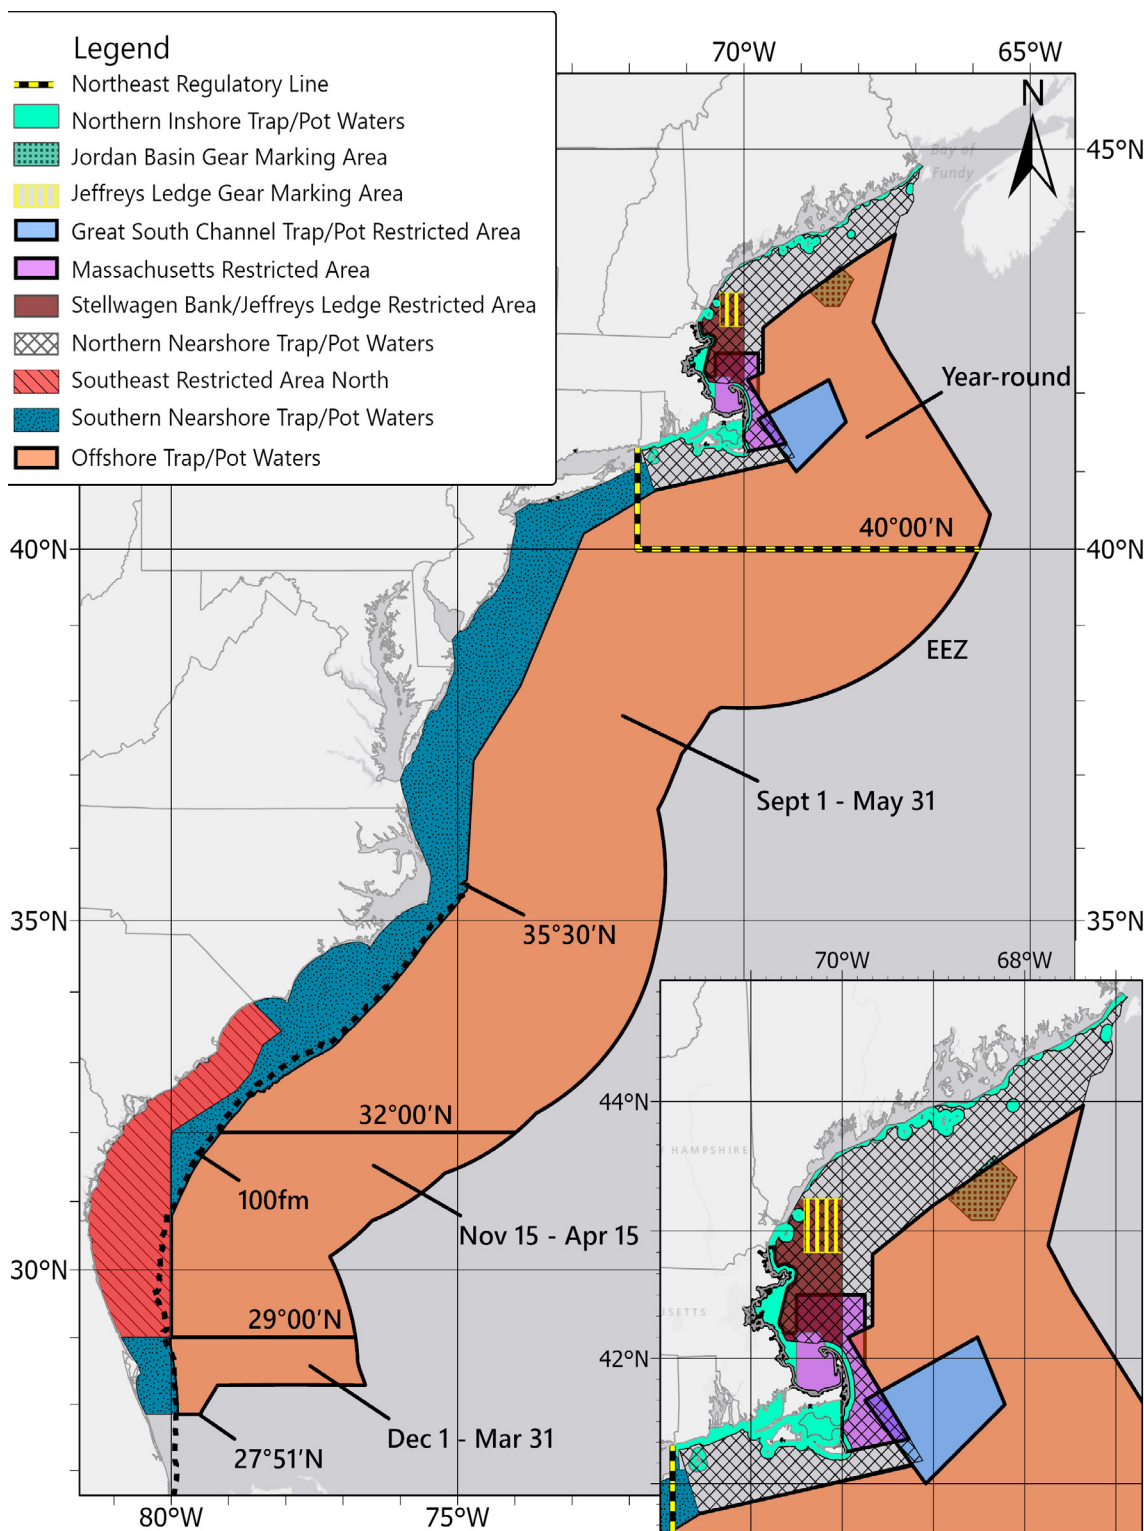 Legend
Northeast Regulatory Line
Northern Inshore Trap/Pot Waters
Jordan Basin Gear Marking Area
Jeffreys Ledge Gear Marking Area
Great South Channel Trap/Pot Restricted Area
Massachusetts Restricted Area
Stellwagen Bank/Jeffreys Ledge Restricted Area
Northern Nearshore Trap/Pot Waters
Southeast Restricted Area North
Southern Nearshore Trap/Pot Waters
Offshore Trap/Pot Waters
70°W
65°W
N
45°N
Bay of
Fundy
Year-round
40°00'N
40°N
40°N
EEZ
Sept 1 - May 31
35°30'N
35°N
35°N
32°00'N
100fm
Nov 15 - Apr 15
30°N
29°00'N
Dec 1 - Mar 31
27°51'N
80°W
75°W
70°W
68°W
44°N
HAMPSHIRE
42°N